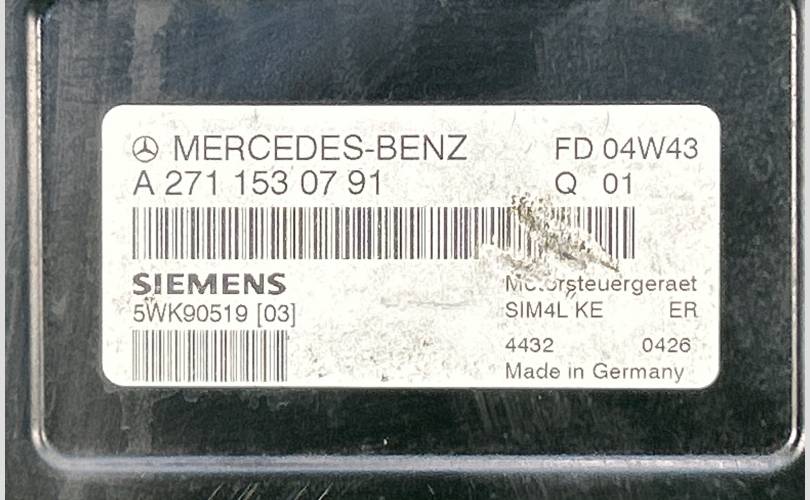 MERCEDES-BENZ FD 04W43
A 271 153 07 91 Q 01
SIEMENS Motorsteuergeraet
5WK90519 [03] SIM4L KE ER
4432 0426
Made in Germany